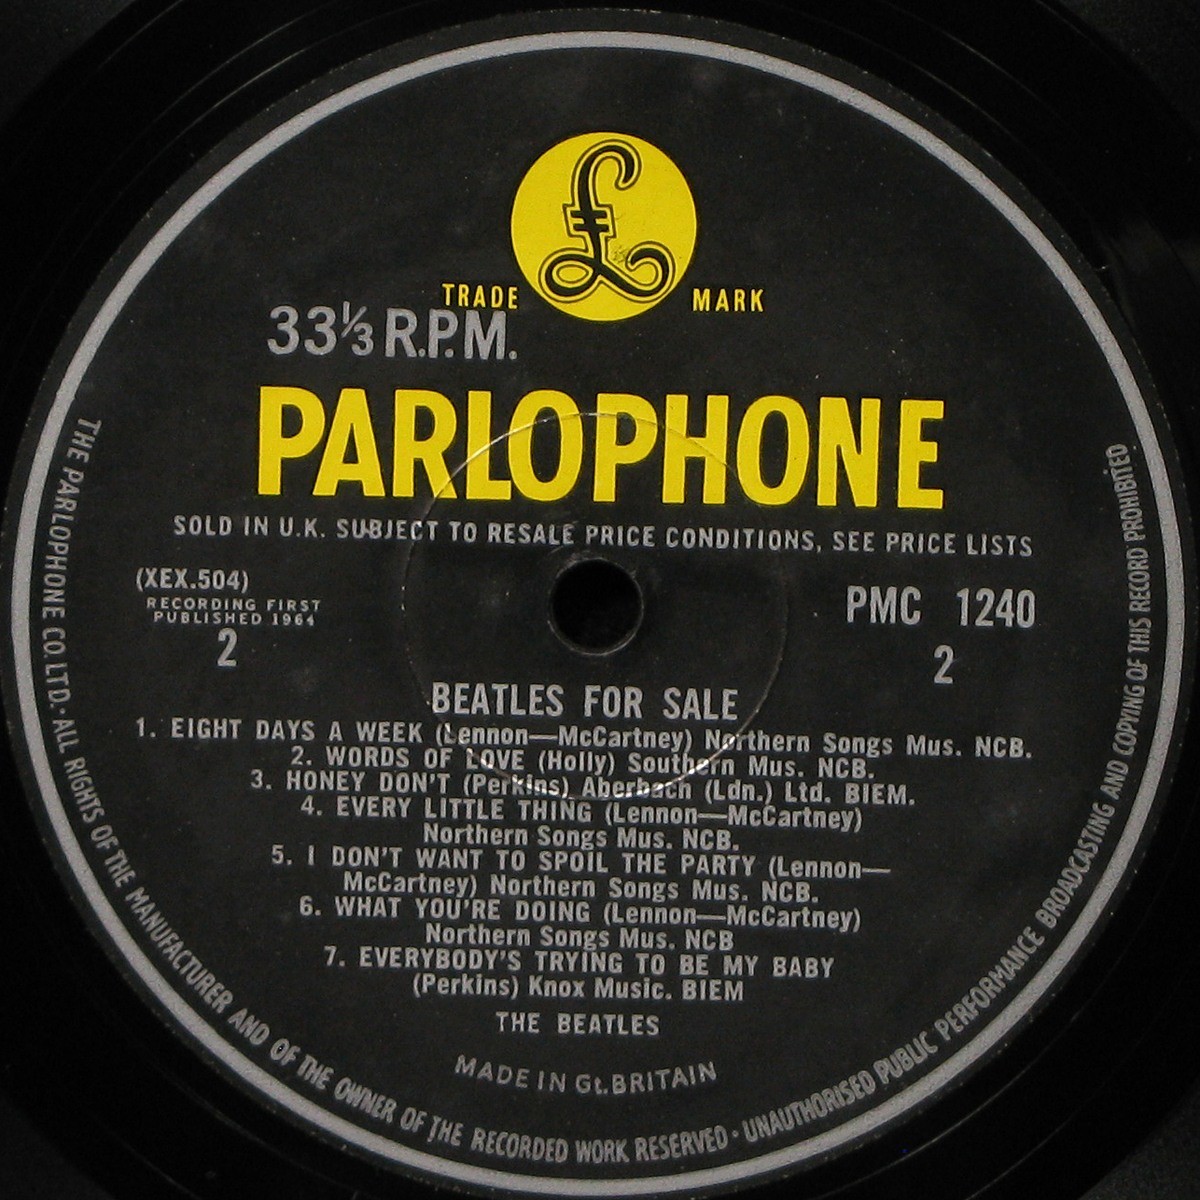 £
TRADE MARK
33⅓ R.P.M.
PARLOPHONE
SOLD IN U.K. SUBJECT TO RESALE PRICE CONDITIONS, SEE PRICE LISTS
(XEX.504)
RECORDING FIRST
PUBLISHED 1964
2
PMC 1240
2
BEATLES FOR SALE
1. EIGHT DAYS A WEEK (Lennon—McCartney) Northern Songs Mus. NCB.
2. WORDS OF LOVE (Holly) Southern Mus. NCB.
3. HONEY DON'T (Perkins) Aberbach (Ldn.) Ltd. BIEM.
4. EVERY LITTLE THING (Lennon—McCartney)
Northern Songs Mus. NCB.
5. I DON'T WANT TO SPOIL THE PARTY (Lennon—
McCartney) Northern Songs Mus. NCB.
6. WHAT YOU'RE DOING (Lennon—McCartney)
Northern Songs Mus. NCB
7. EVERYBODY'S TRYING TO BE MY BABY
(Perkins) Knox Music. BIEM
THE BEATLES
MADE IN Gt. BRITAIN
THE PARLOPHONE CO. LTD. · ALL RIGHTS OF THE MANUFACTURER AND OF THE OWNER OF THE RECORDED WORK RESERVED · UNAUTHORISED PUBLIC PERFORMANCE BROADCASTING AND COPYING OF THIS RECORD PROHIBITED